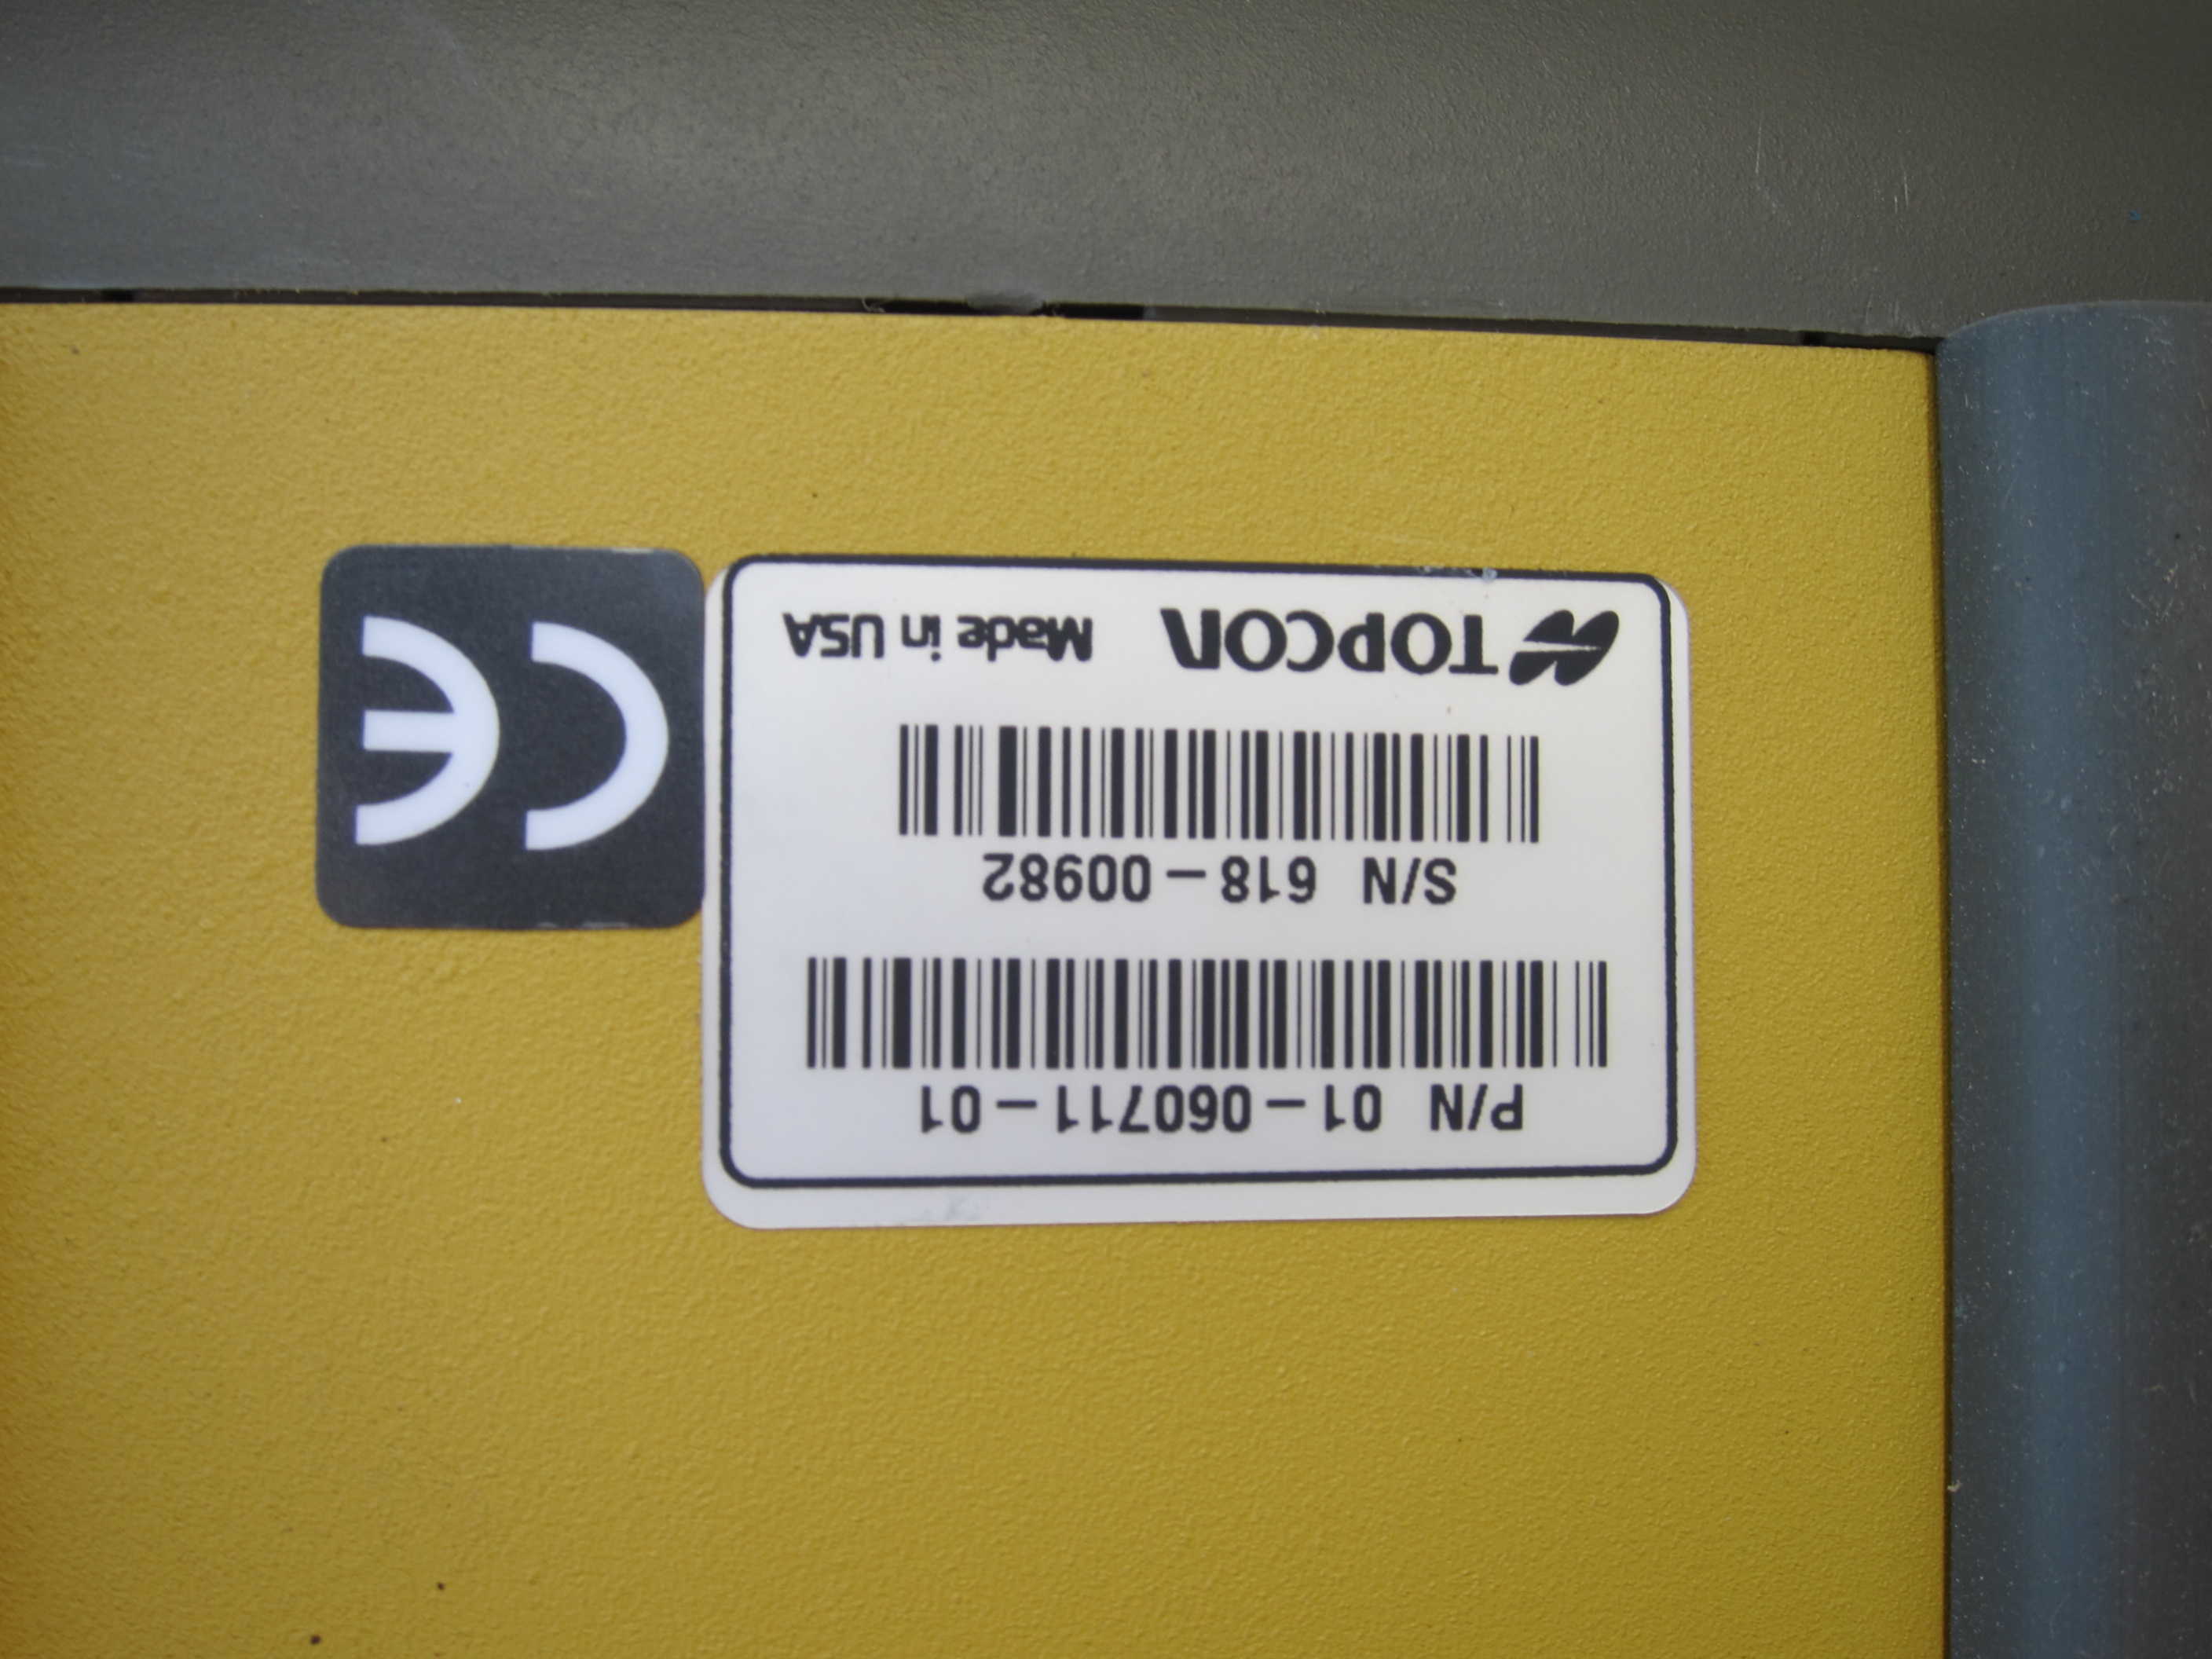 P/N 01-060711-01
S/N 618-00982
TOPCON Made in USA
CE